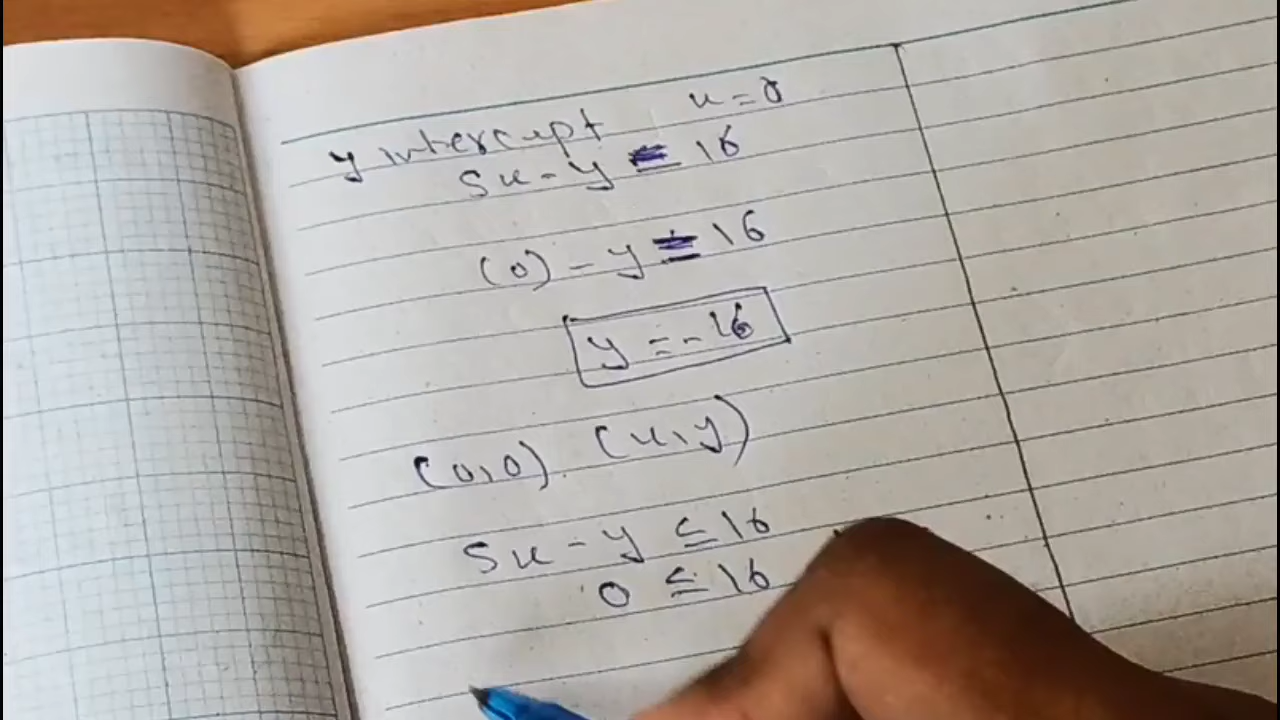 y intercept x = 0
5x - y = 16
(0) - y = 16
y = -16
(0,0) (x,y)
5x - y ≤ 16
0 ≤ 16